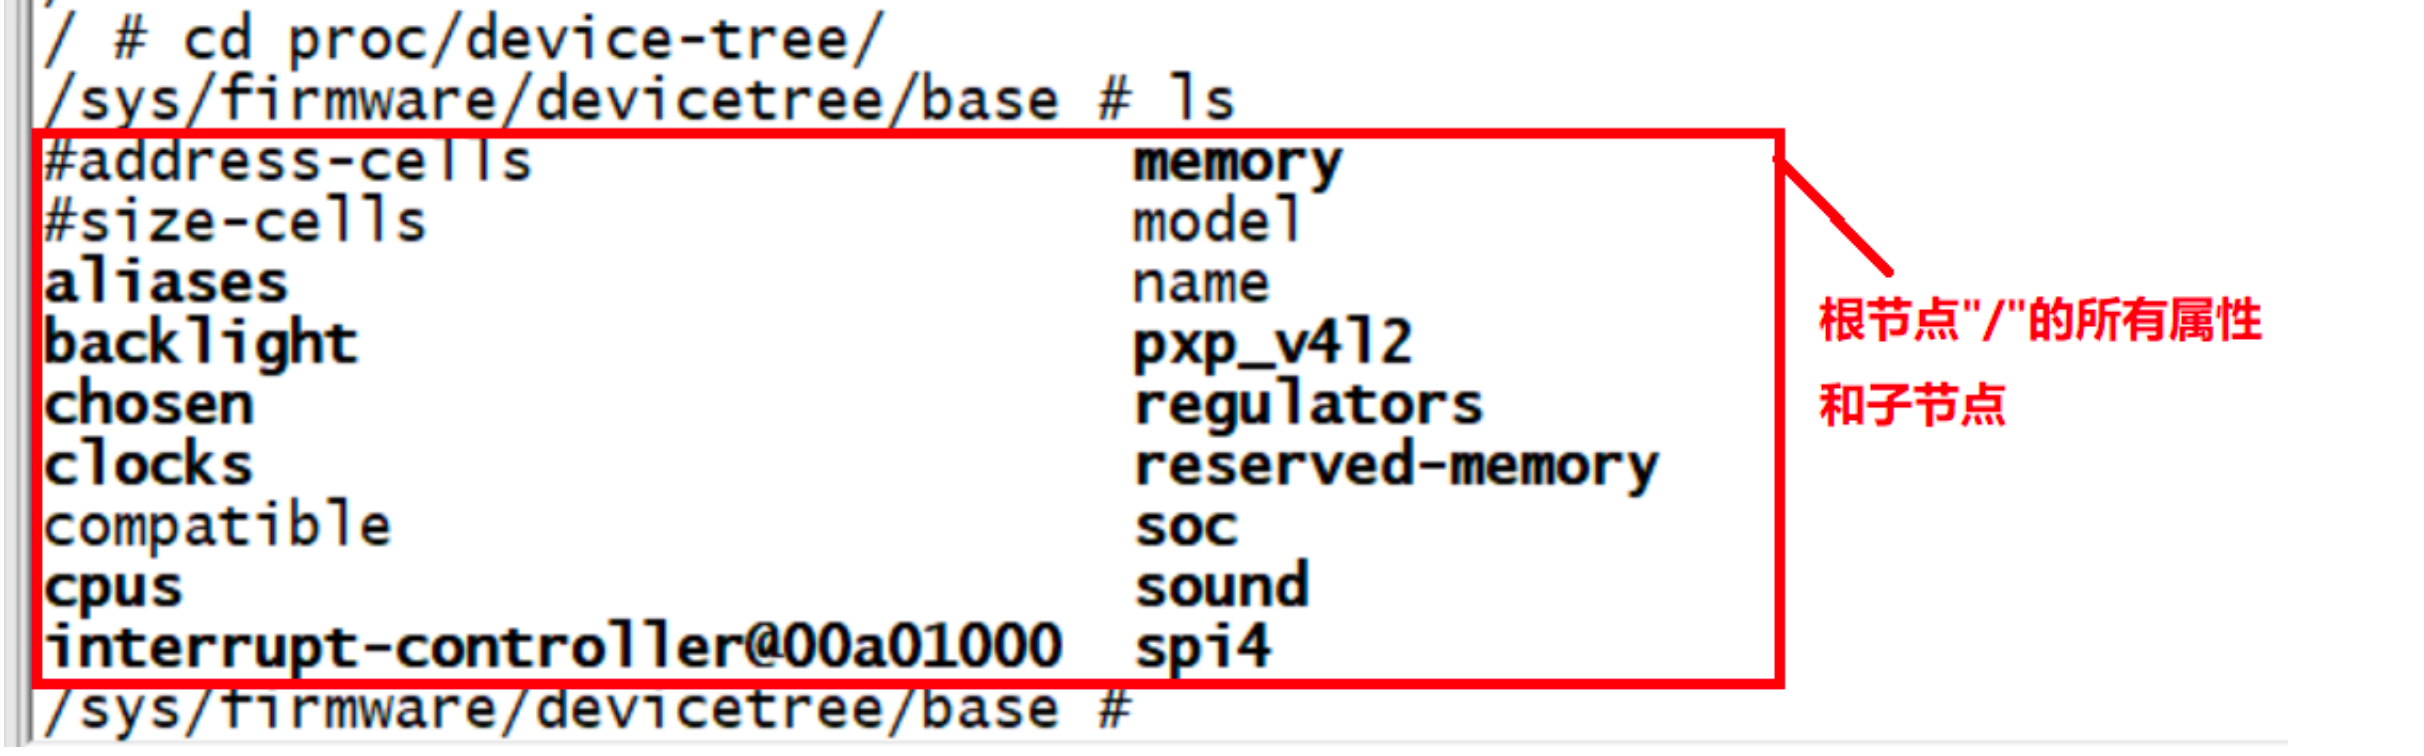 / # cd proc/device-tree/
/sys/firmware/devicetree/base # ls
#address-cells memory
#size-cells model
aliases name
backlight pxp_v4l2
chosen regulators
clocks reserved-memory
compatible soc
cpus sound
interrupt-controller@00a01000 spi4
/sys/firmware/devicetree/base #
根节点"/"的所有属性
和子节点